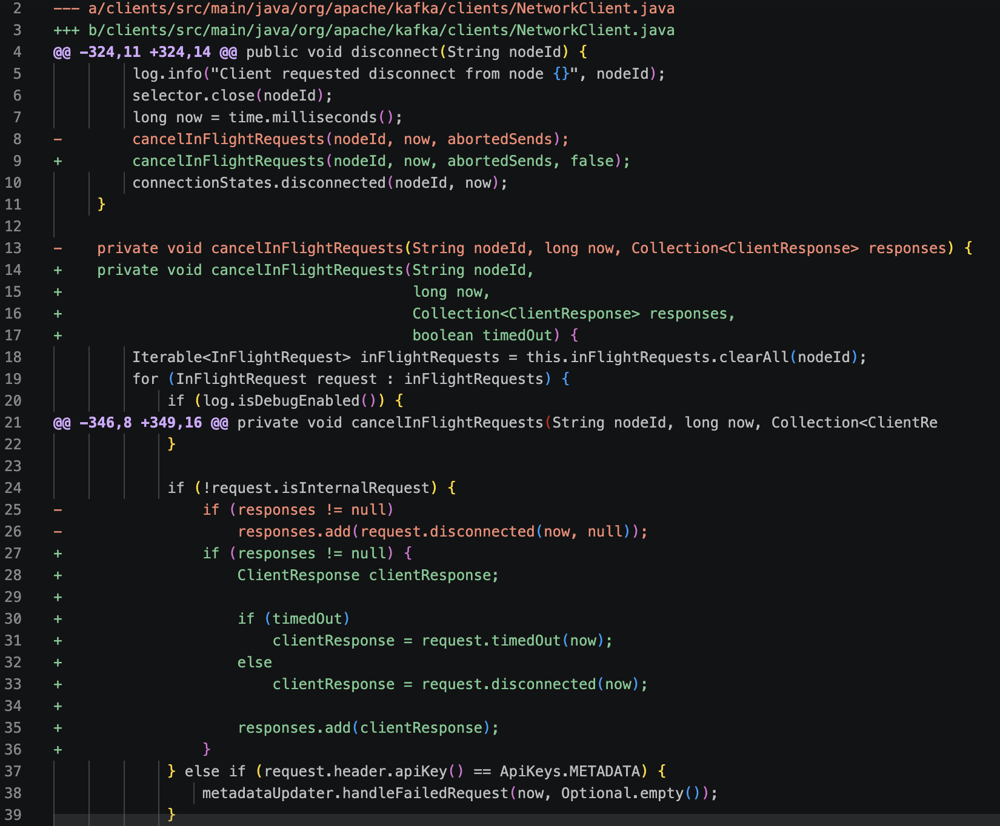 2 --- a/clients/src/main/java/org/apache/kafka/clients/NetworkClient.java
3 +++ b/clients/src/main/java/org/apache/kafka/clients/NetworkClient.java
4 @@ -324,11 +324,14 @@ public void disconnect(String nodeId) {
5         log.info("Client requested disconnect from node {}", nodeId);
6         selector.close(nodeId);
7         long now = time.milliseconds();
8 -        cancelInFlightRequests(nodeId, now, abortedSends);
9 +        cancelInFlightRequests(nodeId, now, abortedSends, false);
10         connectionStates.disconnected(nodeId, now);
11     }
12
13 -    private void cancelInFlightRequests(String nodeId, long now, Collection<ClientResponse> responses) {
14 +    private void cancelInFlightRequests(String nodeId,
15 +                                        long now,
16 +                                        Collection<ClientResponse> responses,
17 +                                        boolean timedOut) {
18         Iterable<InFlightRequest> inFlightRequests = this.inFlightRequests.clearAll(nodeId);
19         for (InFlightRequest request : inFlightRequests) {
20             if (log.isDebugEnabled()) {
21 @@ -346,8 +349,16 @@ private void cancelInFlightRequests(String nodeId, long now, Collection<ClientRe
22             }
23
24             if (!request.isInternalRequest) {
25 -                if (responses != null)
26 -                    responses.add(request.disconnected(now, null));
27 +                if (responses != null) {
28 +                    ClientResponse clientResponse;
29 +
30 +                    if (timedOut)
31 +                        clientResponse = request.timedOut(now);
32 +                    else
33 +                        clientResponse = request.disconnected(now);
34 +
35 +                    responses.add(clientResponse);
36 +                }
37             } else if (request.header.apiKey() == ApiKeys.METADATA) {
38                 metadataUpdater.handleFailedRequest(now, Optional.empty());
39             }